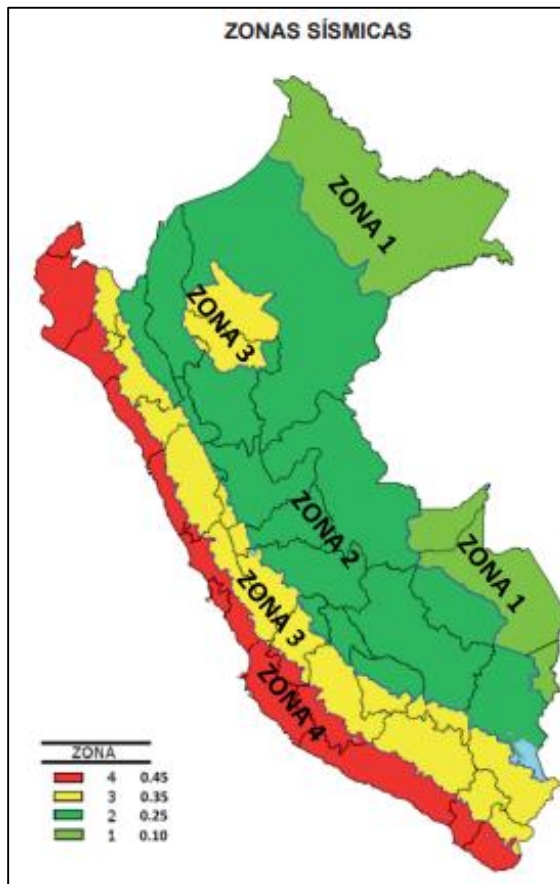 ZONAS SÍSMICAS
ZONA 1
ZONA 3
ZONA 2
ZONA 1
ZONA 3
ZONA 4
ZONA
4 0.45
3 0.35
2 0.25
1 0.10